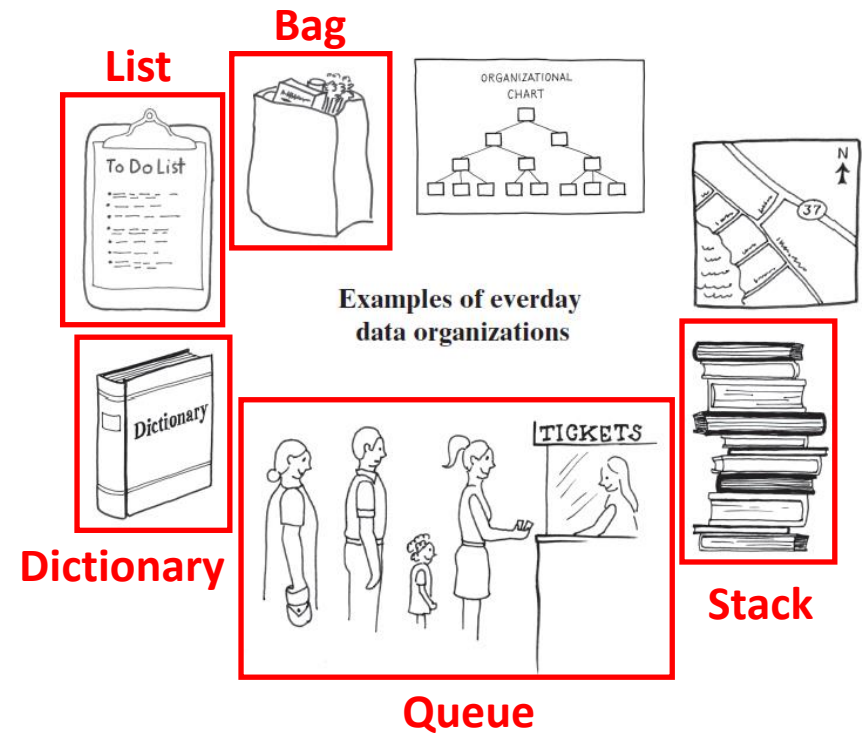 Bag
List
ORGANIZATIONAL
CHART
To Do List
N
37
Examples of everday
data organizations
Dictionary
TICKETS
Dictionary
Stack
Queue